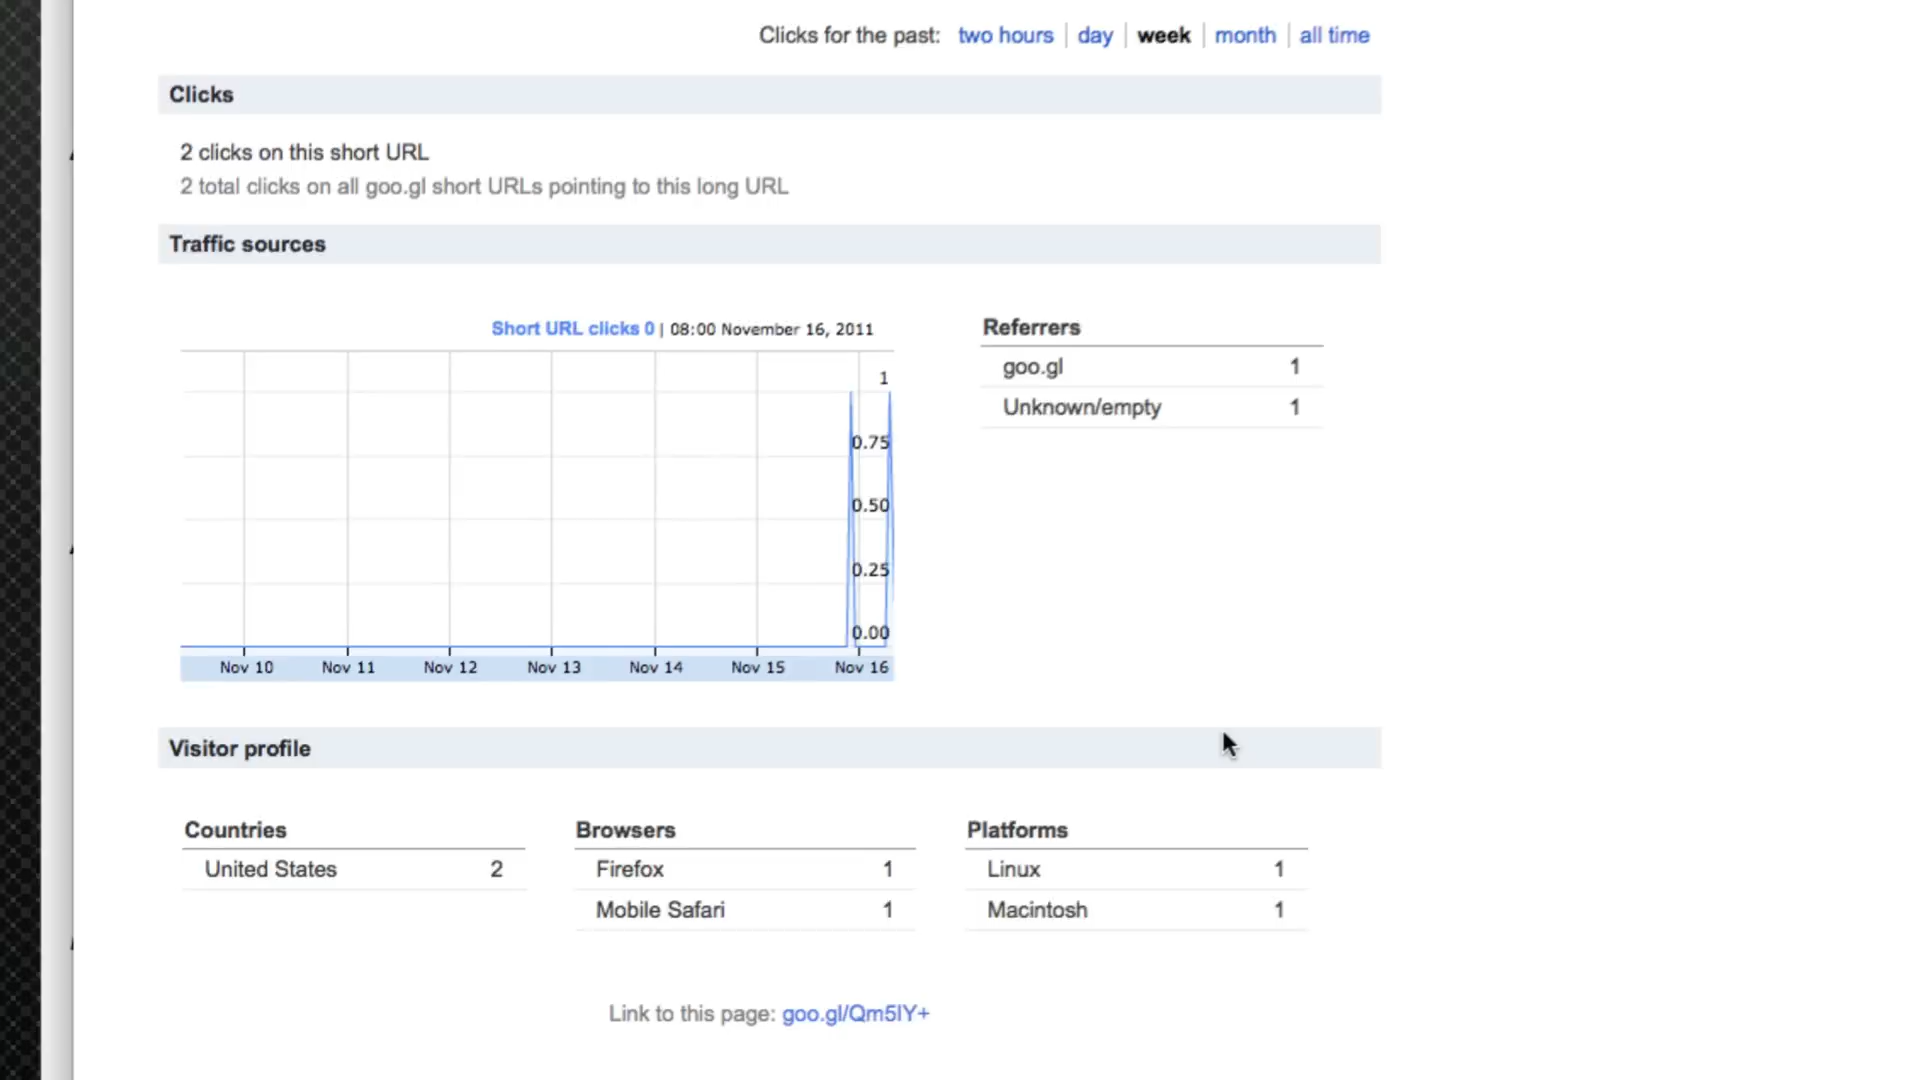 Clicks for the past: two hours day week month all time
Clicks
2 clicks on this short URL
2 total clicks on all goo.gl short URLs pointing to this long URL
Traffic sources
Short URL clicks 0 | 08:00 November 16, 2011
1
0.75
0.50
0.25
0.00
Nov 10 Nov 11 Nov 12 Nov 13 Nov 14 Nov 15 Nov 16
Referrers
goo.gl 1
Unknown/empty 1
Visitor profile
Countries
United States 2
Browsers
Firefox 1
Mobile Safari 1
Platforms
Linux 1
Macintosh 1
Link to this page: goo.gl/Qm5IY+